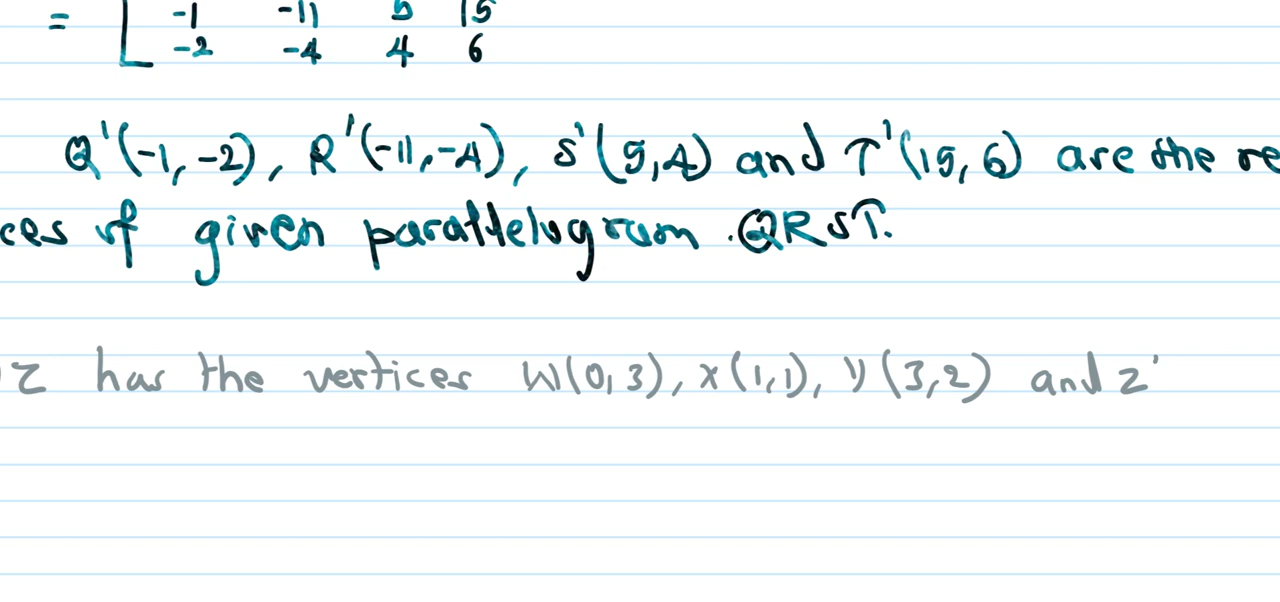 = [ -1 -11 5 15
-2 -4 4 6
Q'(-1, -2), R'(-11, -4), S'(5, 4) and T'(15, 6) are the re
ces of given parallelogram QRST.
Z has the vertices W(0, 3), X(1, 1), Y(3, 2) and Z'